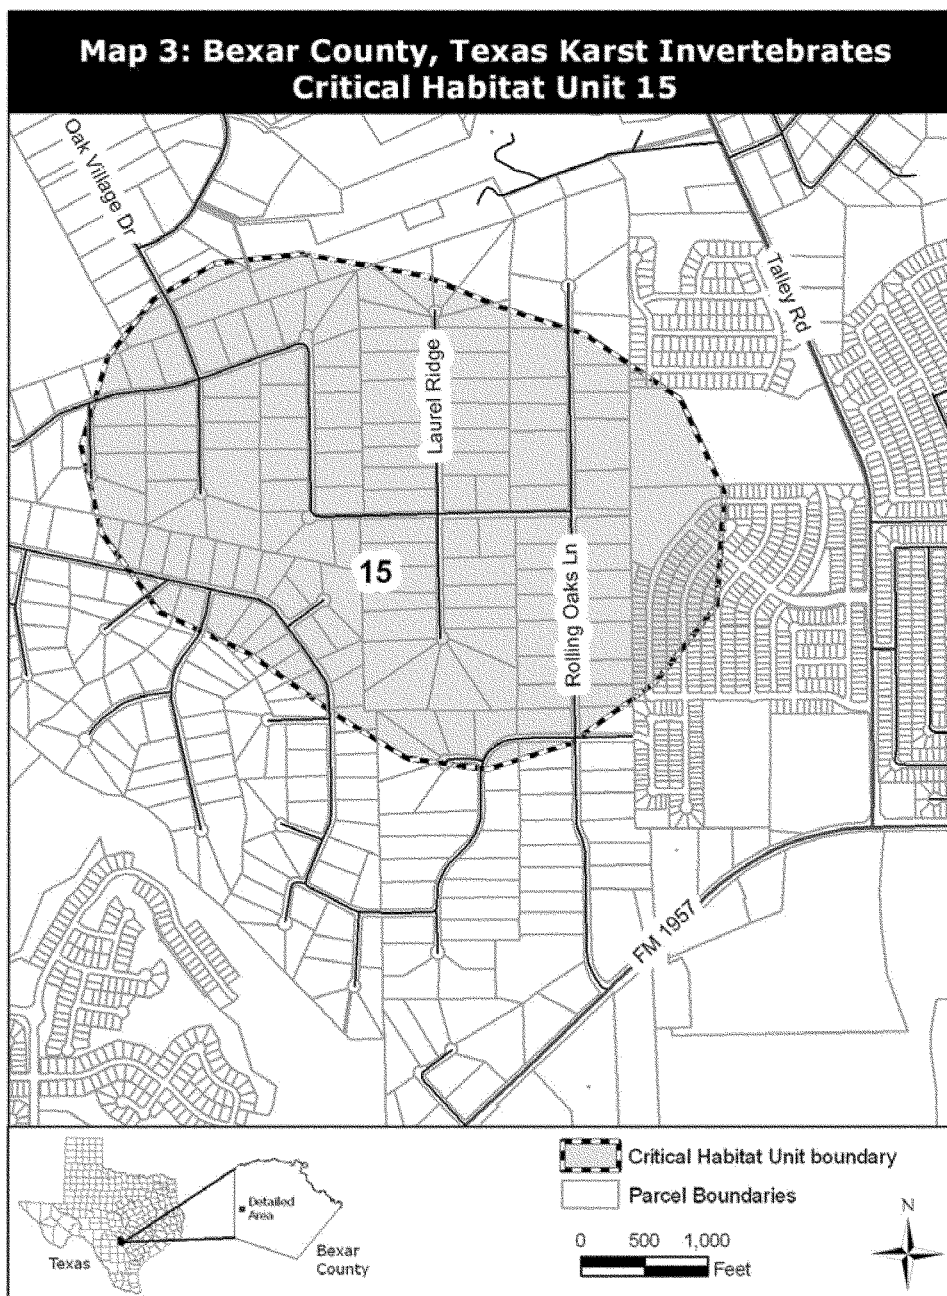 Map 3: Bexar County, Texas Karst Invertebrates
Critical Habitat Unit 15
Oak Village Dr
Talley Rd
Laurel Ridge
15
Rolling Oaks Ln
FM 1957
Critical Habitat Unit boundary
Parcel Boundaries
Detailed
Area
Texas
Bexar
County
0 500 1,000
Feet
N